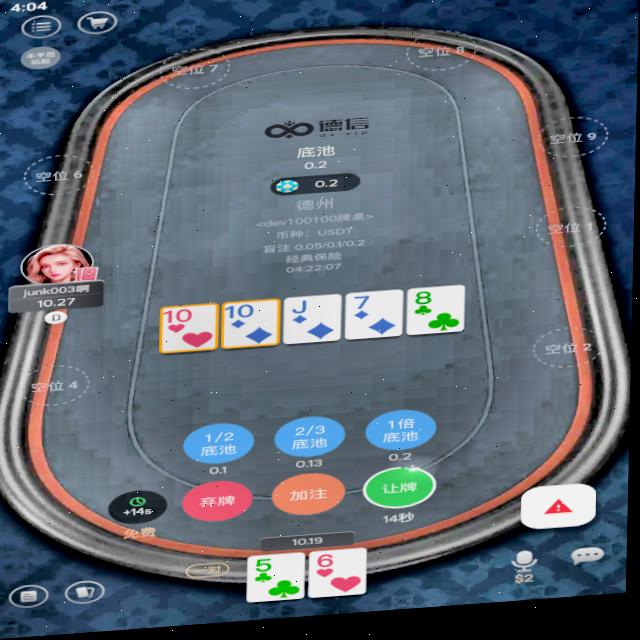 4:04
空位 7
空位 8
德信
底池
0.2
0.2
德州
<dev100100牌桌>
币种: USDT
盲注 0.05/0.1/0.2
经典保险
04:22:07
空位 6
空位 9
空位 1
junk003啊
10.27
D
空位 2
空位 4
10
10
J
7
8
1/2
底池
0.1
2/3
底池
0.13
1倍
底池
0.2
+14s
免费
弃牌
加注
让牌
14秒
10.19
一对
5
6
$2